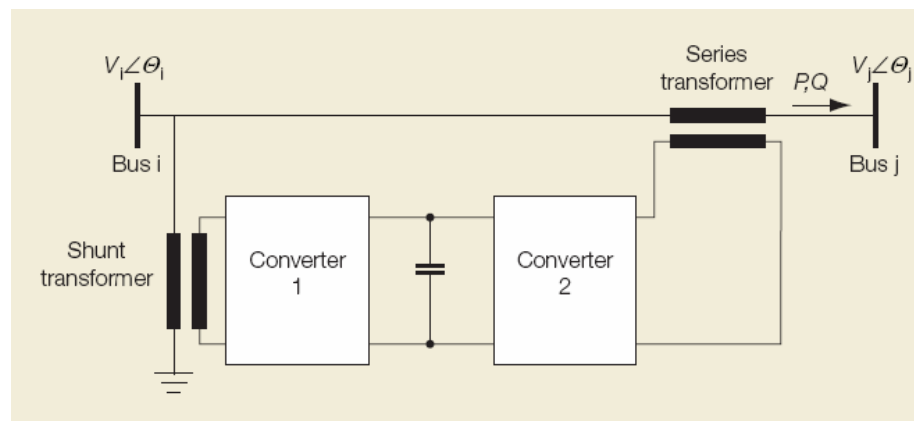 Series
transformer
Vi∠Θi
P,Q
Vj∠Θj
Bus i
Bus j
Shunt
transformer
Converter
1
Converter
2